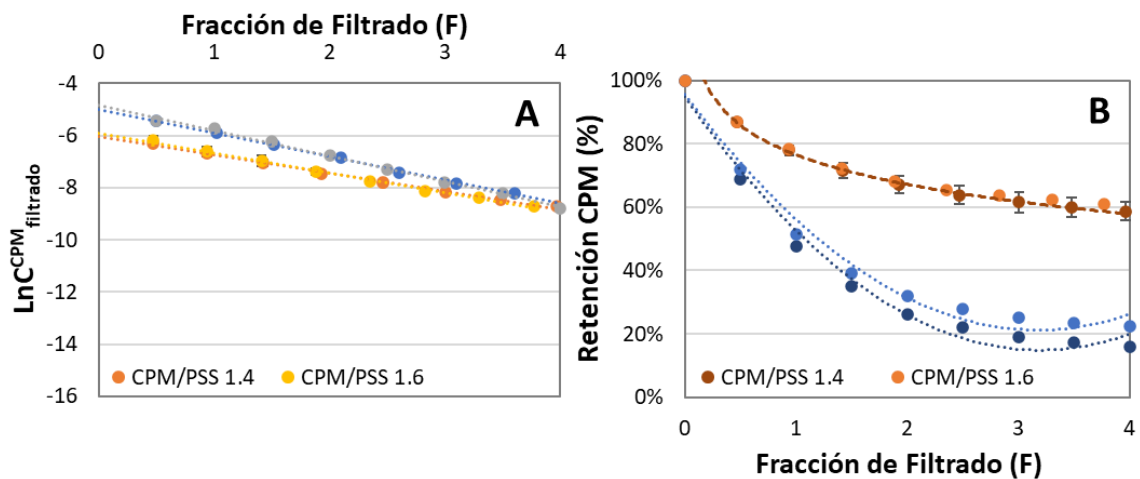 Fracción de Filtrado (F)
0 1 2 3 4
-4
-6
-8
-10
-12
-14
-16
LnC^CPM_filtrado
A
CPM/PSS 1.4 CPM/PSS 1.6
100%
80%
60%
40%
20%
0%
Retención CPM (%)
B
CPM/PSS 1.4 CPM/PSS 1.6
0 1 2 3 4
Fracción de Filtrado (F)